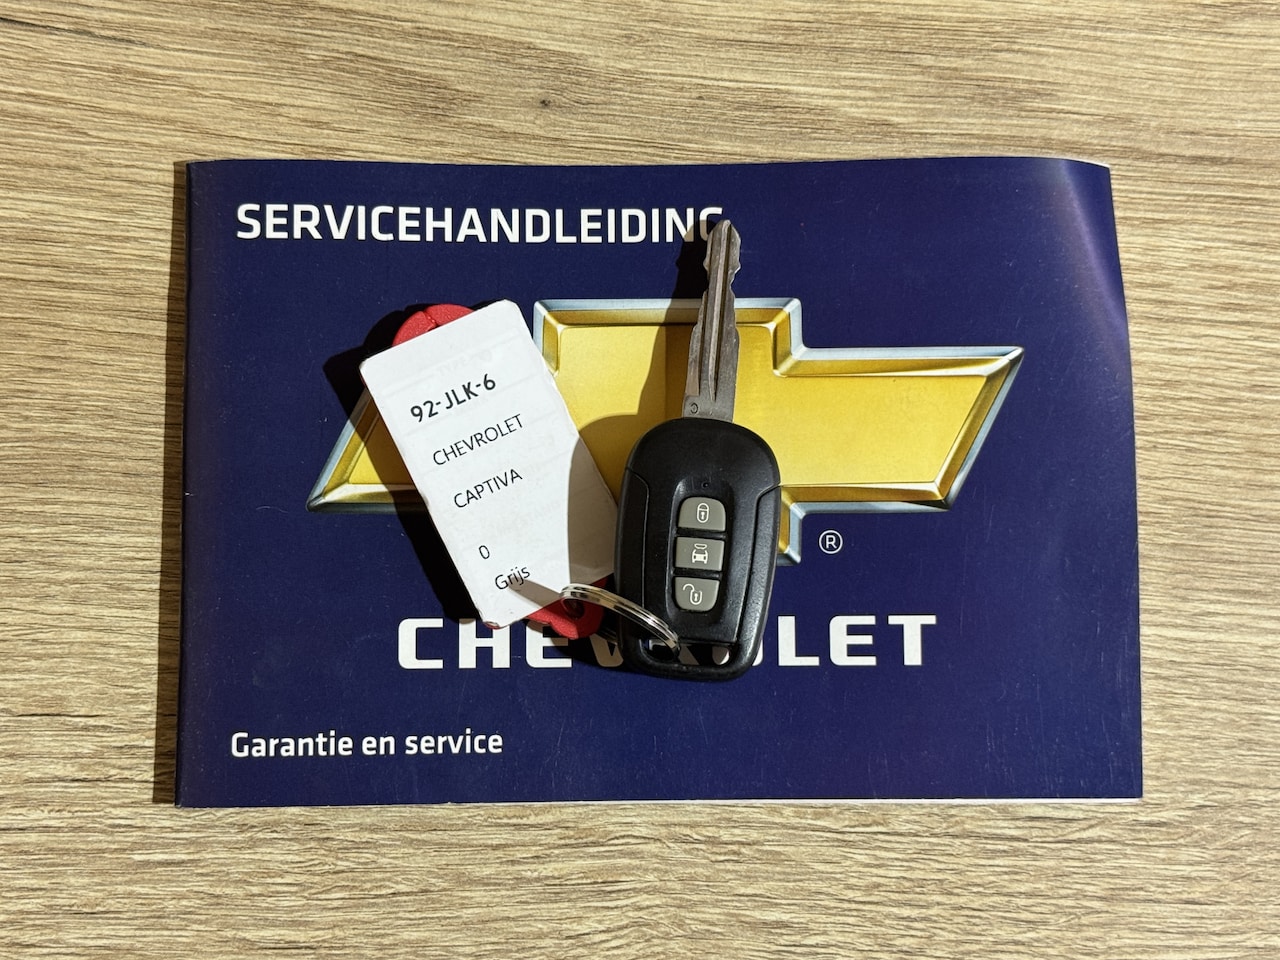 SERVICEHANDLEIDING
92-JLK-6
CHEVROLET
CAPTIVA
0
Grijs
®
CHEVROLET
Garantie en service